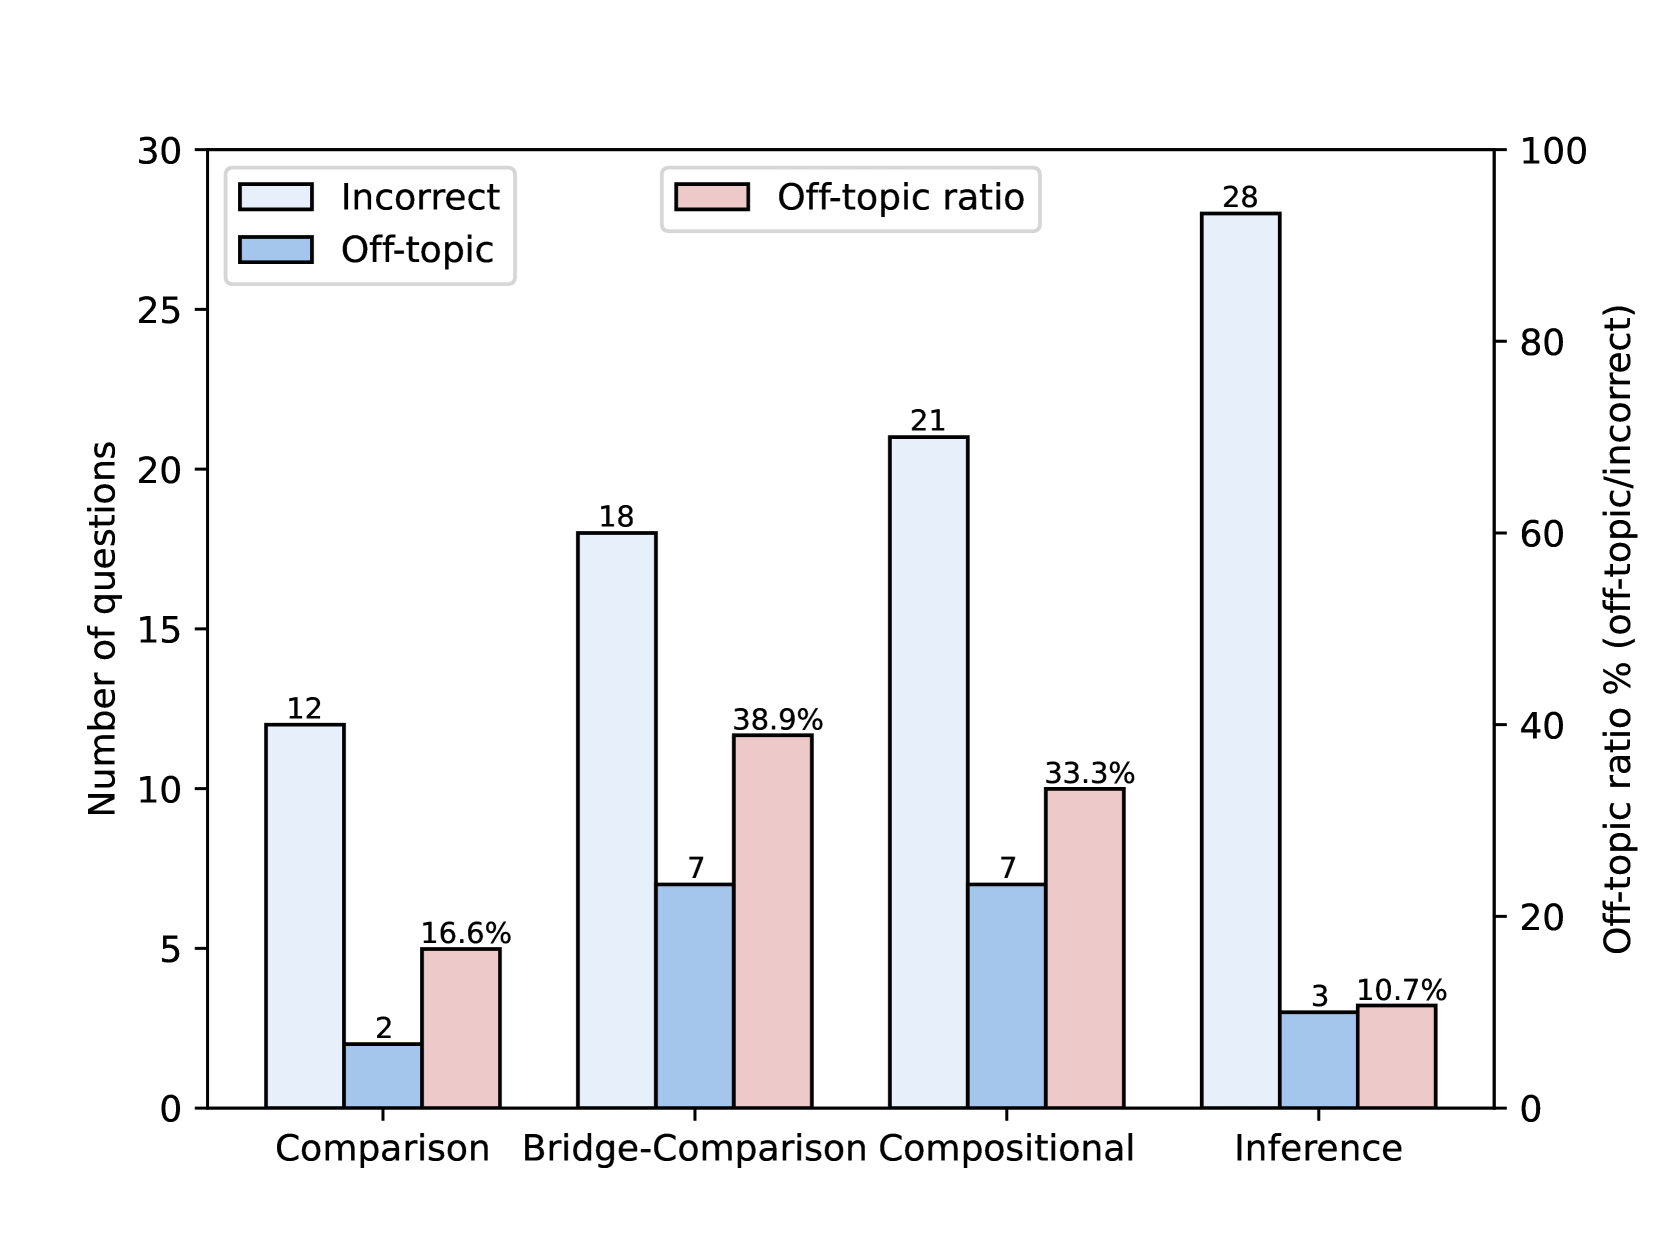 30
25
20
15
10
5
0
Number of questions
Incorrect
Off-topic
Off-topic ratio
12
2
16.6%
18
7
38.9%
21
7
33.3%
28
3
10.7%
Comparison
Bridge-Comparison
Compositional
Inference
100
80
60
40
20
0
Off-topic ratio % (off-topic/incorrect)